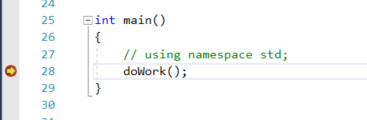 24
25 int main()
26 {
27 // using namespace std;
28 doWork();
29 }
30